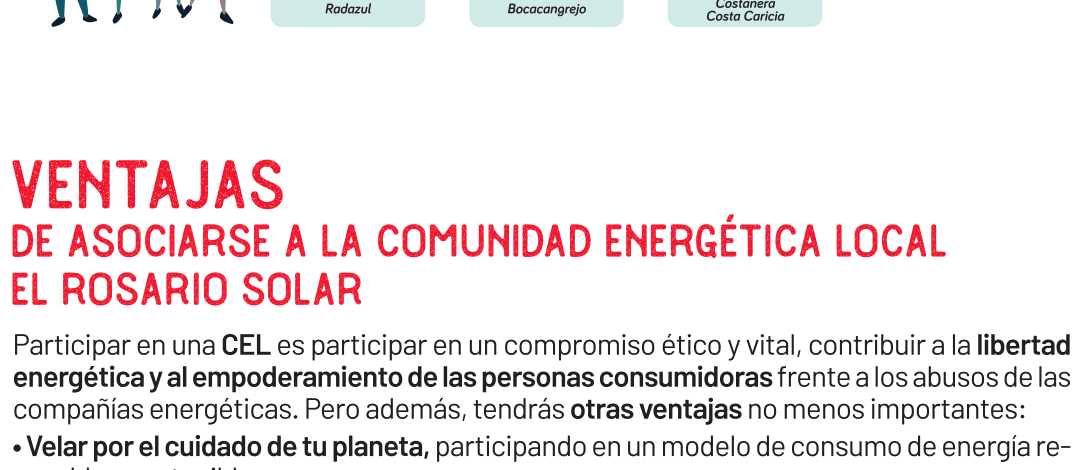 Radazul
Bocacangrejo
Costanera
Costa Caricia
VENTAJAS
DE ASOCIARSE A LA COMUNIDAD ENERGÉTICA LOCAL
EL ROSARIO SOLAR
Participar en una CEL es participar en un compromiso ético y vital, contribuir a la libertad
energética y al empoderamiento de las personas consumidoras frente a los abusos de las
compañías energéticas. Pero además, tendrás otras ventajas no menos importantes:
• Velar por el cuidado de tu planeta, participando en un modelo de consumo de energía re-